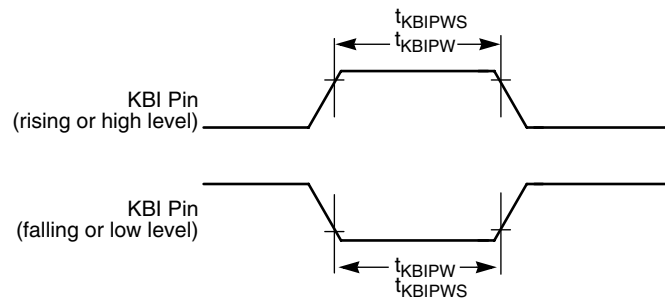 tKBIPWS
tKBIPW
KBI Pin
(rising or high level)
KBI Pin
(falling or low level)
tKBIPW
tKBIPWS